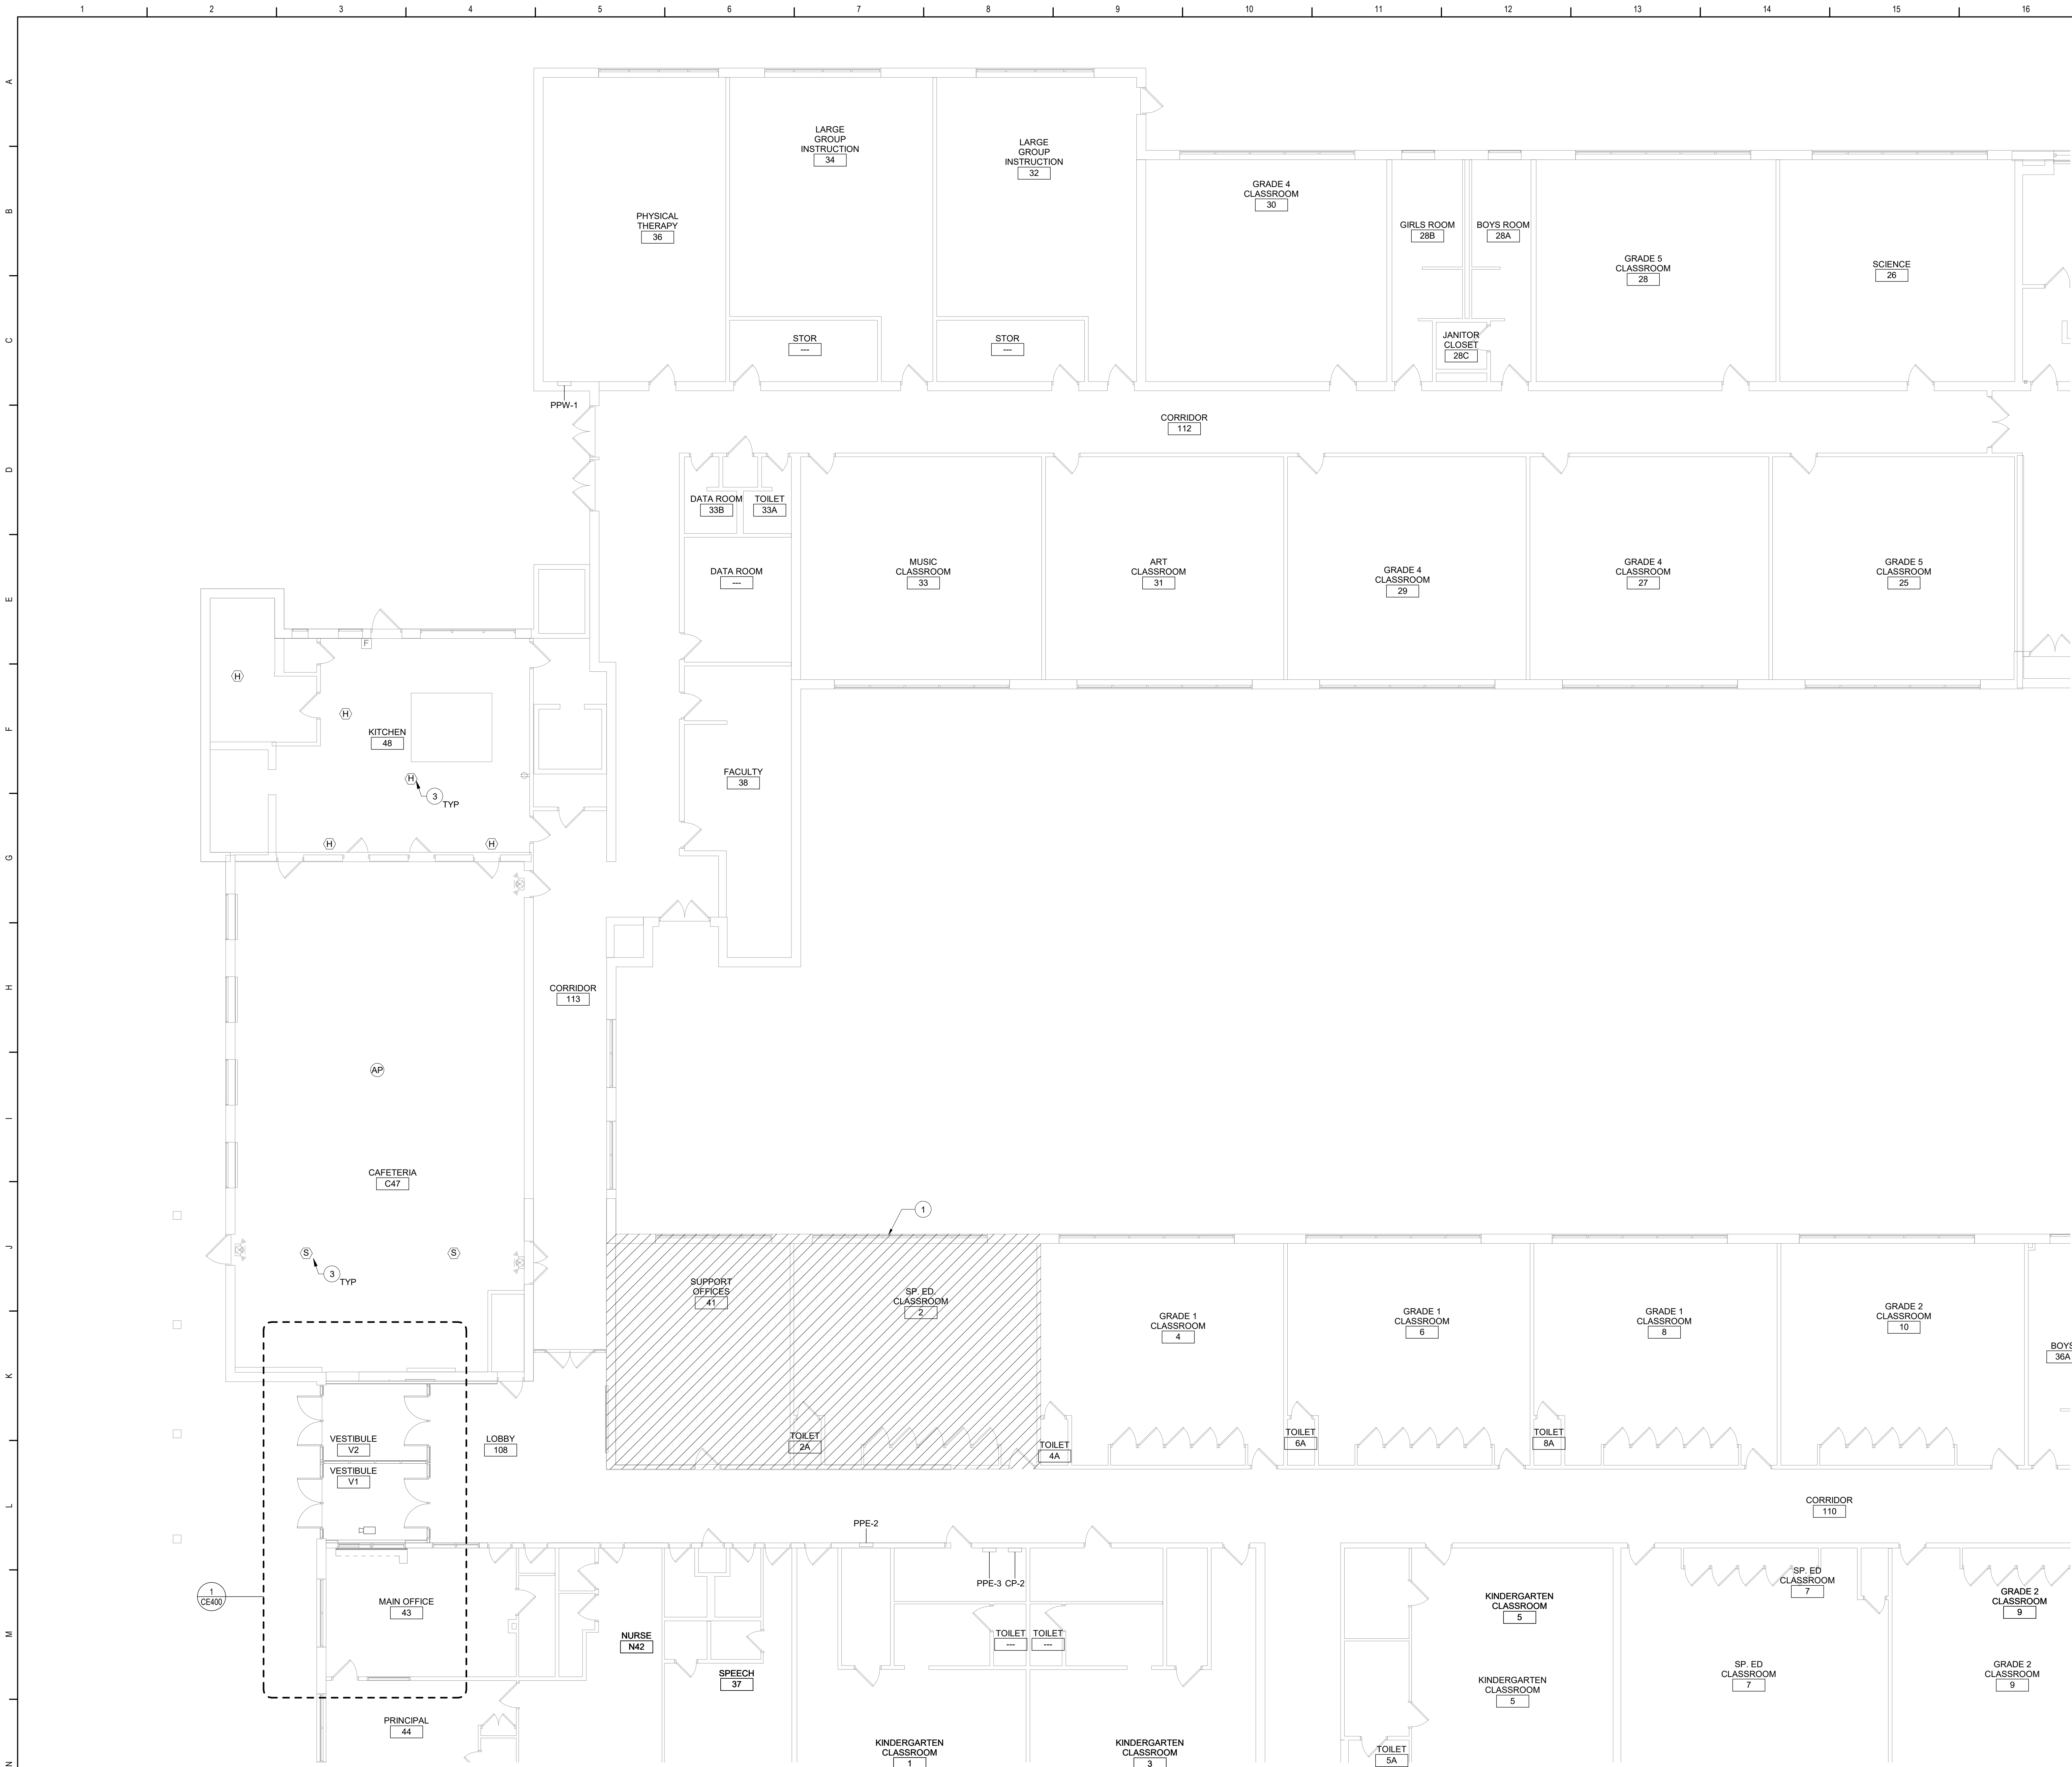 1 2 3 4 5 6 7 8 9 10 11 12 13 14 15 16
A
LARGE
GROUP
INSTRUCTION
34
LARGE
GROUP
INSTRUCTION
32
B
PHYSICAL
THERAPY
36
GRADE 4
CLASSROOM
30
GIRLS ROOM
28B
BOYS ROOM
28A
GRADE 5
CLASSROOM
28
SCIENCE
26
C
STOR
---
STOR
---
JANITOR
CLOSET
28C
PPW-1
CORRIDOR
112
D
DATA ROOM
33B
TOILET
33A
E
DATA ROOM
---
MUSIC
CLASSROOM
33
ART
CLASSROOM
31
GRADE 4
CLASSROOM
29
GRADE 4
CLASSROOM
27
GRADE 5
CLASSROOM
25
F
H
H
F
KITCHEN
48
H
3
TYP
FACULTY
38
H
H
G
H
CORRIDOR
113
AP
I
CAFETERIA
C47
1
J
S
S
3
TYP
SUPPORT
OFFICES
41
SP. ED.
CLASSROOM
2
GRADE 1
CLASSROOM
4
GRADE 1
CLASSROOM
6
GRADE 1
CLASSROOM
8
GRADE 2
CLASSROOM
10
BOYS
36A
K
VESTIBULE
V2
LOBBY
108
TOILET
2A
TOILET
4A
TOILET
6A
TOILET
8A
VESTIBULE
V1
L
CORRIDOR
110
PPE-2
PPE-3 CP-2
1
CE400
MAIN OFFICE
43
NURSE
N42
TOILET
---
TOILET
---
KINDERGARTEN
CLASSROOM
5
SP. ED
CLASSROOM
7
GRADE 2
CLASSROOM
9
M
SPEECH
37
KINDERGARTEN
CLASSROOM
5
SP. ED
CLASSROOM
7
GRADE 2
CLASSROOM
9
PRINCIPAL
44
KINDERGARTEN
CLASSROOM
1
KINDERGARTEN
CLASSROOM
3
TOILET
5A
N